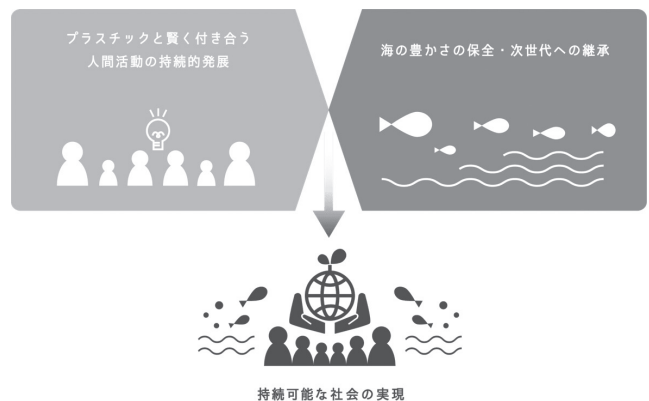 プラスチックと賢く付き合う
人間活動の持続的発展
海の豊かさの保全・次世代への継承
持続可能な社会の実現